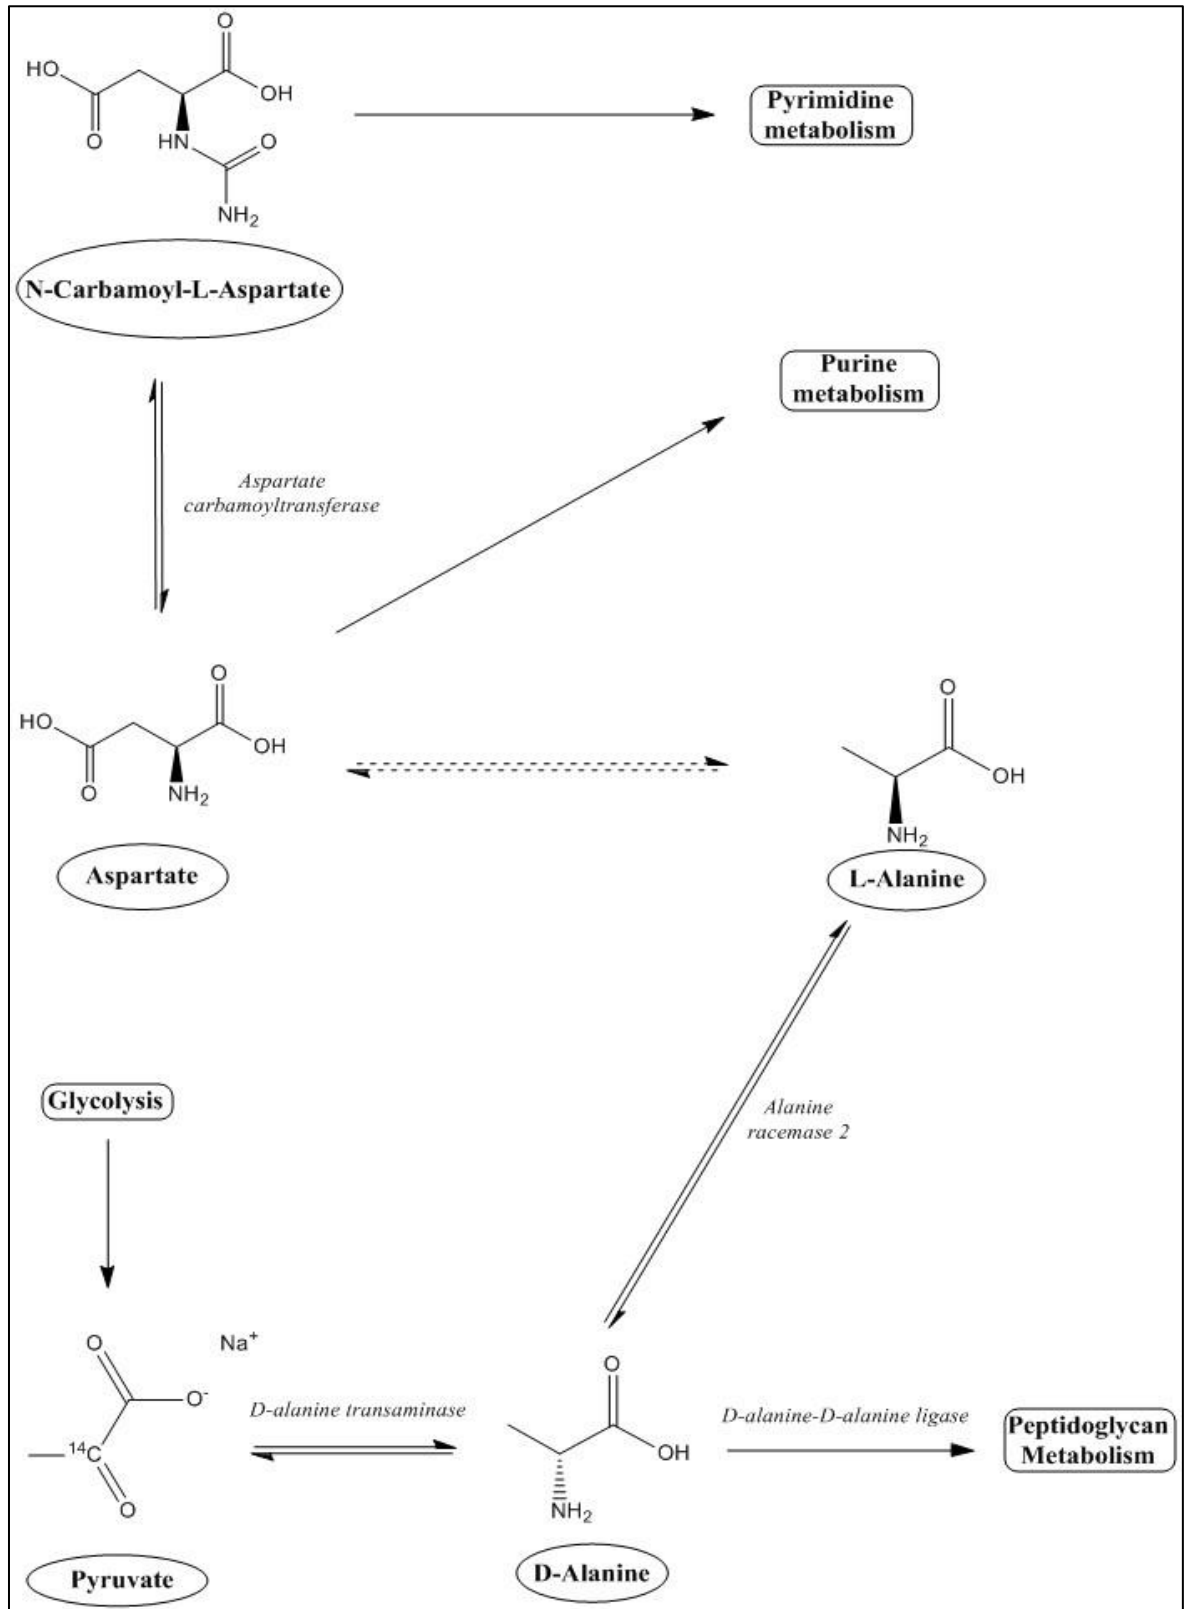 O
HO
OH
O
HN
O
NH₂
Pyrimidine
metabolism
N-Carbamoyl-L-Aspartate
Purine
metabolism
Aspartate
carbamoyltransferase
O
HO
OH
O
NH₂
Aspartate
O
OH
NH₂
L-Alanine
Glycolysis
Alanine
racemase 2
O
Na⁺
O⁻
¹⁴C
O
Pyruvate
D-alanine transaminase
O
OH
NH₂
D-Alanine
D-alanine-D-alanine ligase
Peptidoglycan
Metabolism